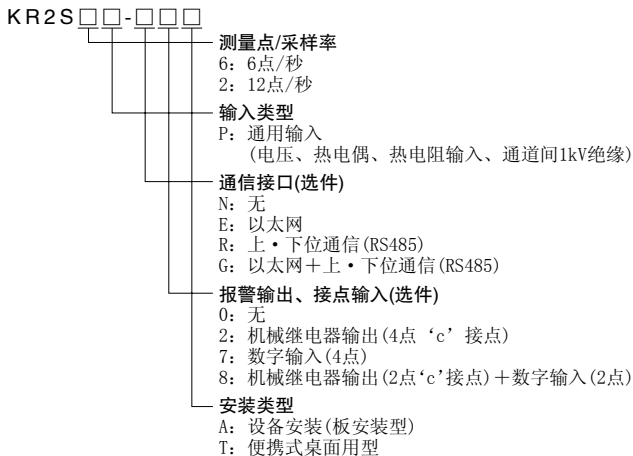 KR2S□□-□□□
测量点/采样率
6：6点/秒
2：12点/秒
输入类型
P：通用输入
(电压、热电偶、热电阻输入、通道间1kV绝缘)
通信接口(选件)
N：无
E：以太网
R：上·下位通信(RS485)
G：以太网＋上·下位通信(RS485)
报警输出、接点输入(选件)
0：无
2：机械继电器输出(4点‘c’接点)
7：数字输入(4点)
8：机械继电器输出(2点‘c’接点)＋数字输入(2点)
安装类型
A：设备安装(板安装型)
T：便携式桌面用型